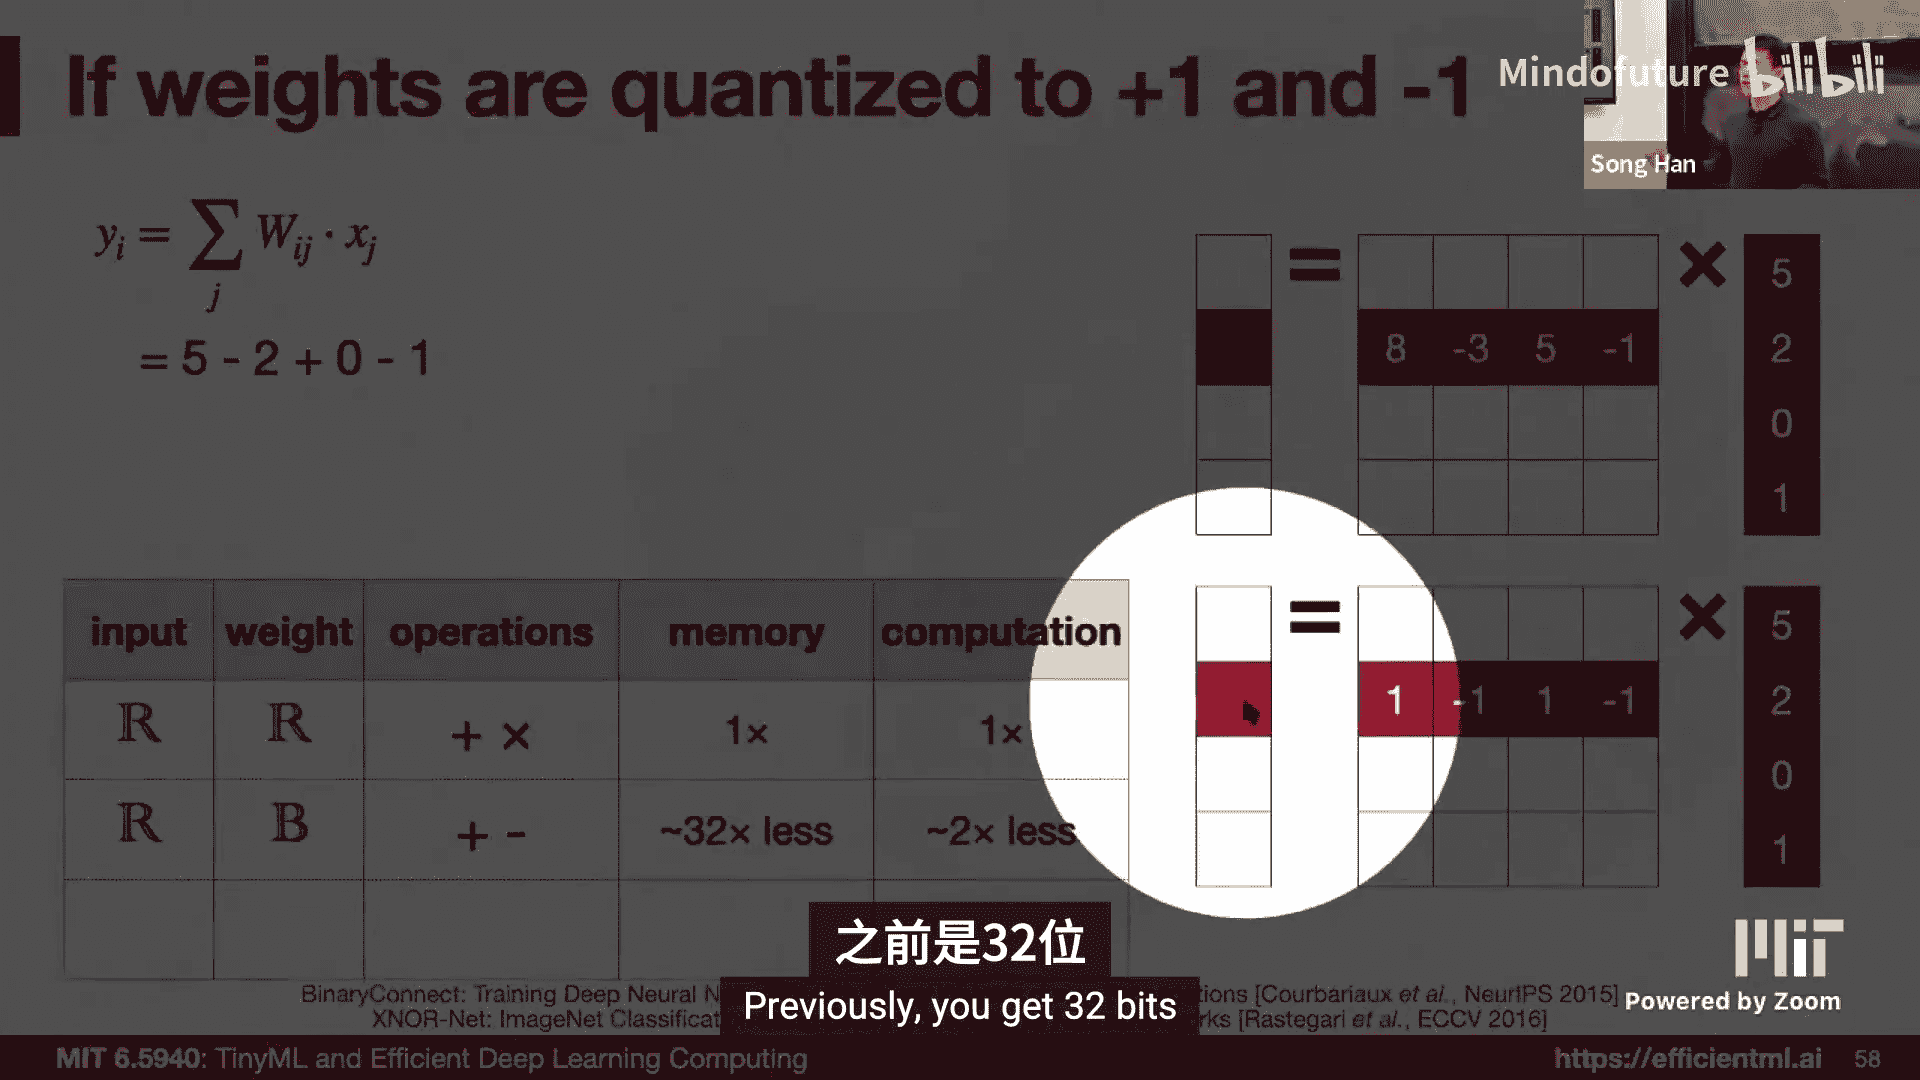 If weights are quantized to +1 and -1
Mindofuture bilibili
Song Han
y_i = ∑_j W_ij · x_j
= 5 - 2 + 0 - 1
=
×
8 -3 5 -1
5
2
0
1
input weight operations memory computation
ℝ ℝ + × 1× 1×
ℝ 𝔹 + - ~32× less ~2× less
=
×
1 -1 1 -1
5
2
0
1
之前是32位
Previously, you get 32 bits
BinaryConnect: Training Deep Neural N
tions [Courbariaux et al., NeurIPS 2015]
XNOR-Net: ImageNet Classificat
rks [Rastegari et al., ECCV 2016]
MIT
Powered by Zoom
MIT 6.5940: TinyML and Efficient Deep Learning Computing
https://efficientml.ai 58